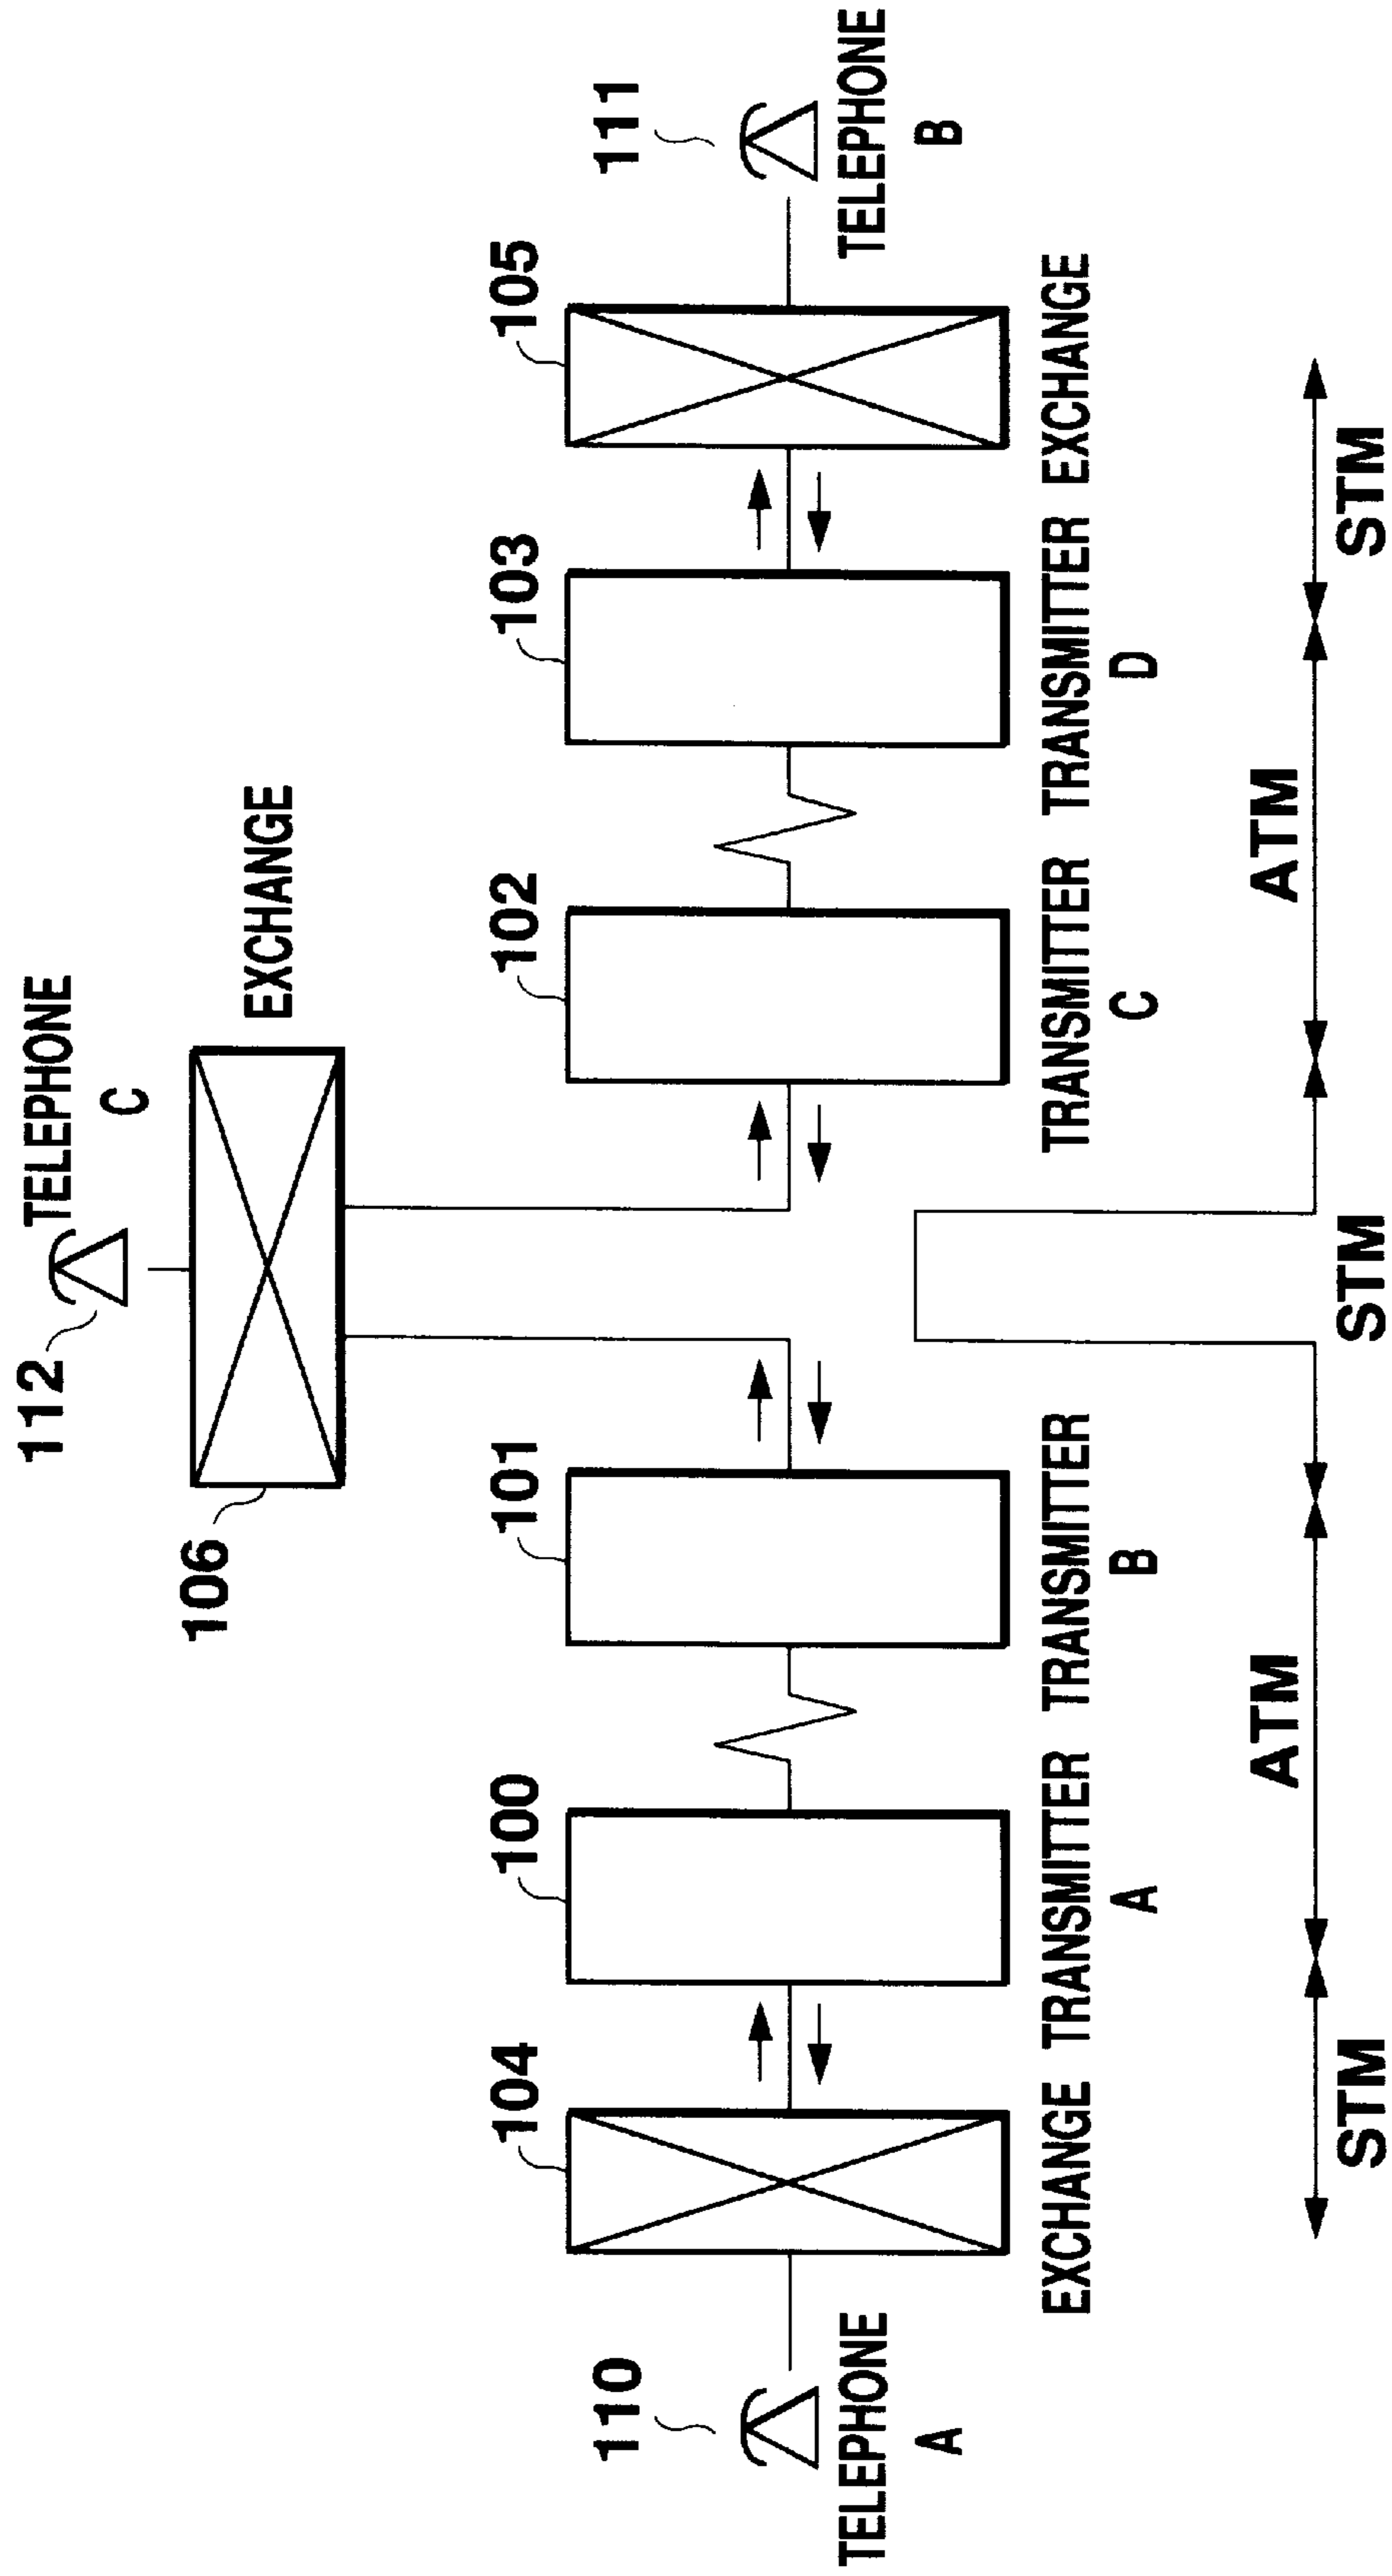 112
TELEPHONE
C
106
EXCHANGE
110
104
100
101
102
103
105
111
TELEPHONE
A
TELEPHONE
B
EXCHANGE TRANSMITTER TRANSMITTER TRANSMITTER TRANSMITTER EXCHANGE
A B C D
ATM ATM
STM STM STM